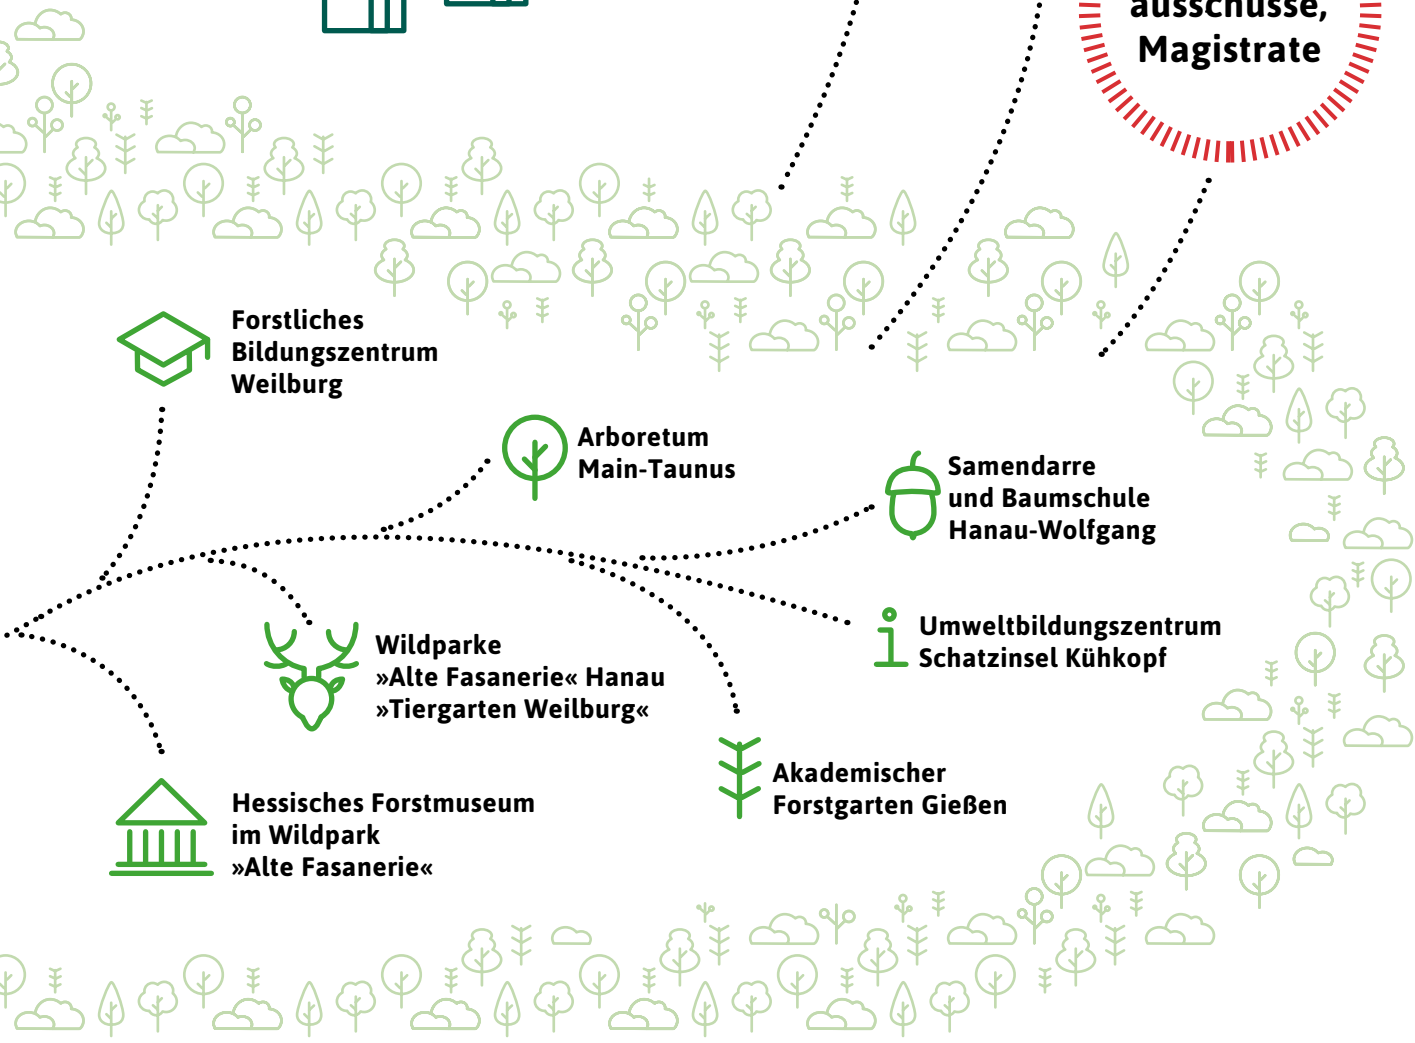 ausschüsse,
Magistrate
Forstliches
Bildungszentrum
Weilburg
Arboretum
Main-Taunus
Samendarre
und Baumschule
Hanau-Wolfgang
Umweltbildungszentrum
Schatzinsel Kühkopf
Wildparke
»Alte Fasanerie« Hanau
»Tiergarten Weilburg«
Akademischer
Forstgarten Gießen
Hessisches Forstmuseum
im Wildpark
»Alte Fasanerie«